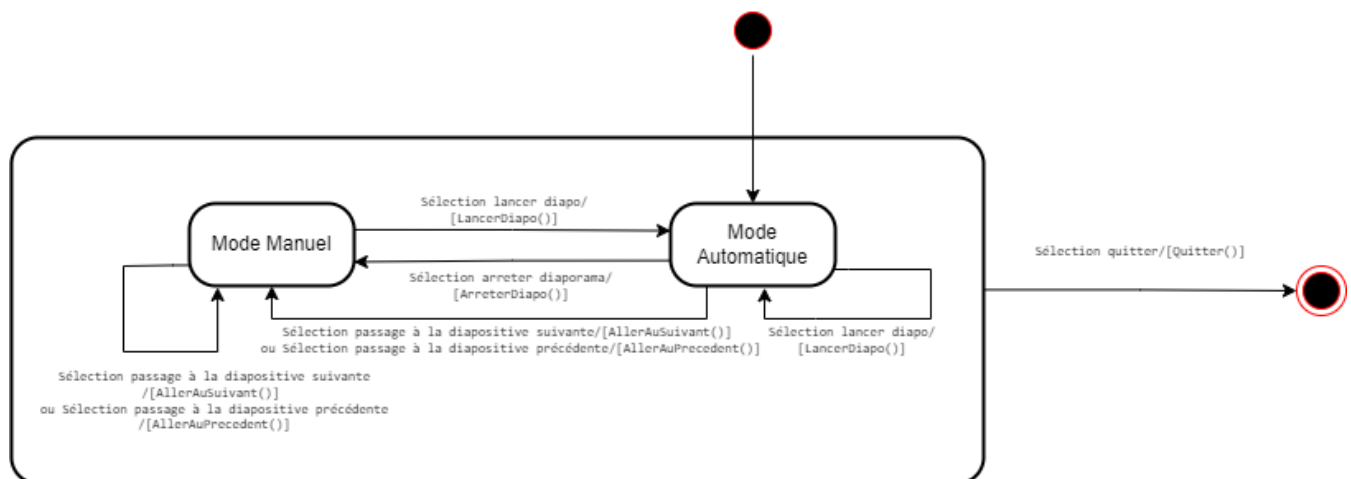 Sélection lancer diapo/
[LancerDiapo()]
Mode Manuel
Mode
Automatique
Sélection quitter/[Quitter()]
Sélection arreter diaporama/
[ArreterDiapo()]
Sélection passage à la diapositive suivante/[AllerAuSuivant()]
ou Sélection passage à la diapositive précédente/[AllerAuPrecedent()]
Sélection lancer diapo/
[LancerDiapo()]
Sélection passage à la diapositive suivante
/[AllerAuSuivant()]
ou Sélection passage à la diapositive précédente
/[AllerAuPrecedent()]